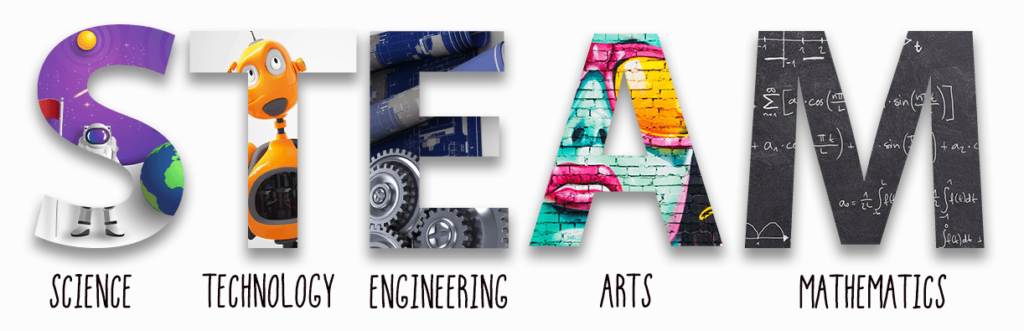 STEAM
SCIENCE TECHNOLOGY ENGINEERING ARTS MATHEMATICS